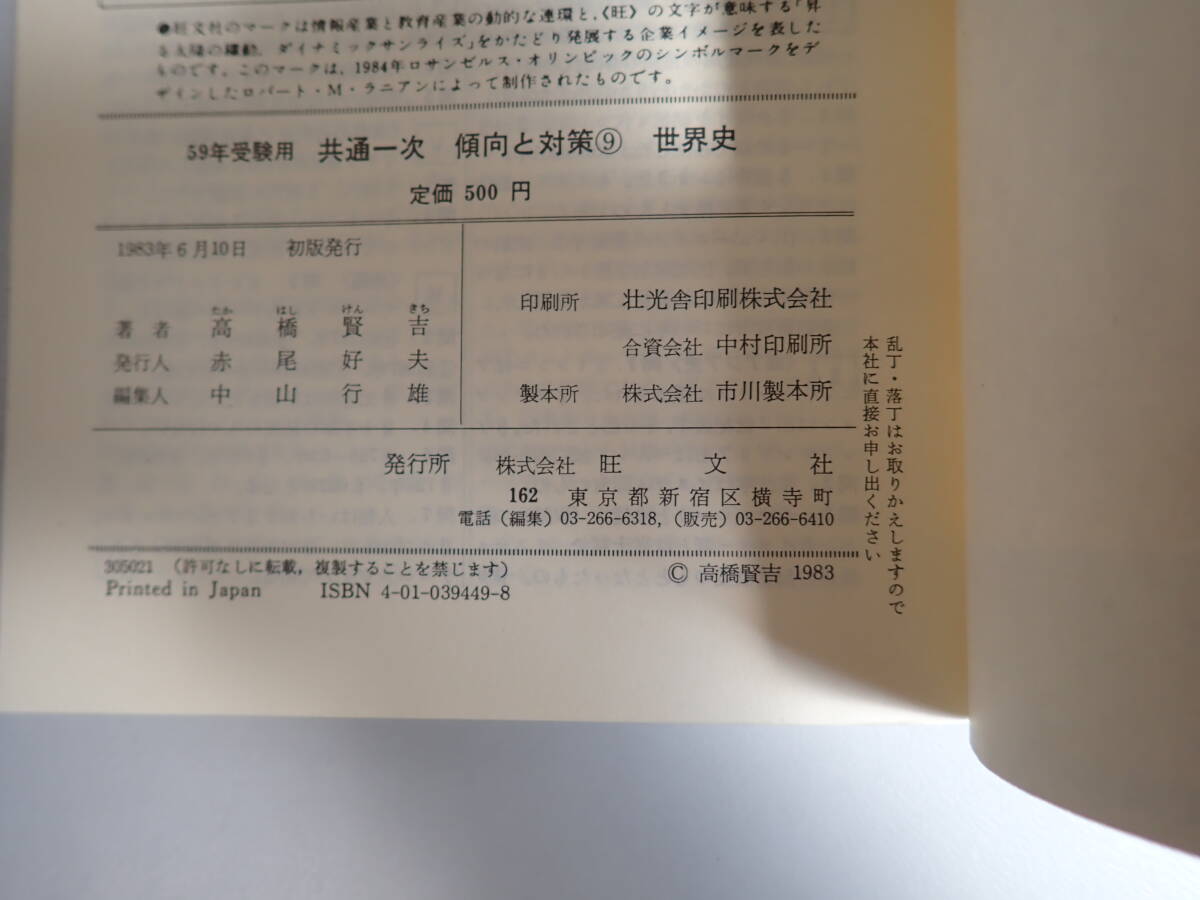 ●旺文社のマークは情報産業と教育産業の動的な連環と,〈旺〉の文字が意味する「昇
る太陽の躍動, ダイナミックサンライズ」をかたどり発展する企業イメージを表した
ものです。このマークは, 1984年ロサンゼルス・オリンピックのシンボルマークをデ
ザインしたロバート・M・ラニアンによって制作されたものです。
59年受験用 共通一次 傾向と対策⑨ 世界史
定価 500 円
1983年6月10日 初版発行
たか はし けん きち
著者 高橋賢吉
発行人 赤尾好夫
編集人 中山行雄
印刷所 壮光舎印刷株式会社
合資会社 中村印刷所
製本所 株式会社 市川製本所
発行所 株式会社 旺文社
162 東京都新宿区横寺町
電話(編集)03-266-6318,(販売)03-266-6410
305021 (許可なしに転載, 複製することを禁じます)
Printed in Japan ISBN 4-01-039449-8
© 高橋賢吉 1983
乱丁・落丁はお取りかえしますので
本社に直接お申し出ください